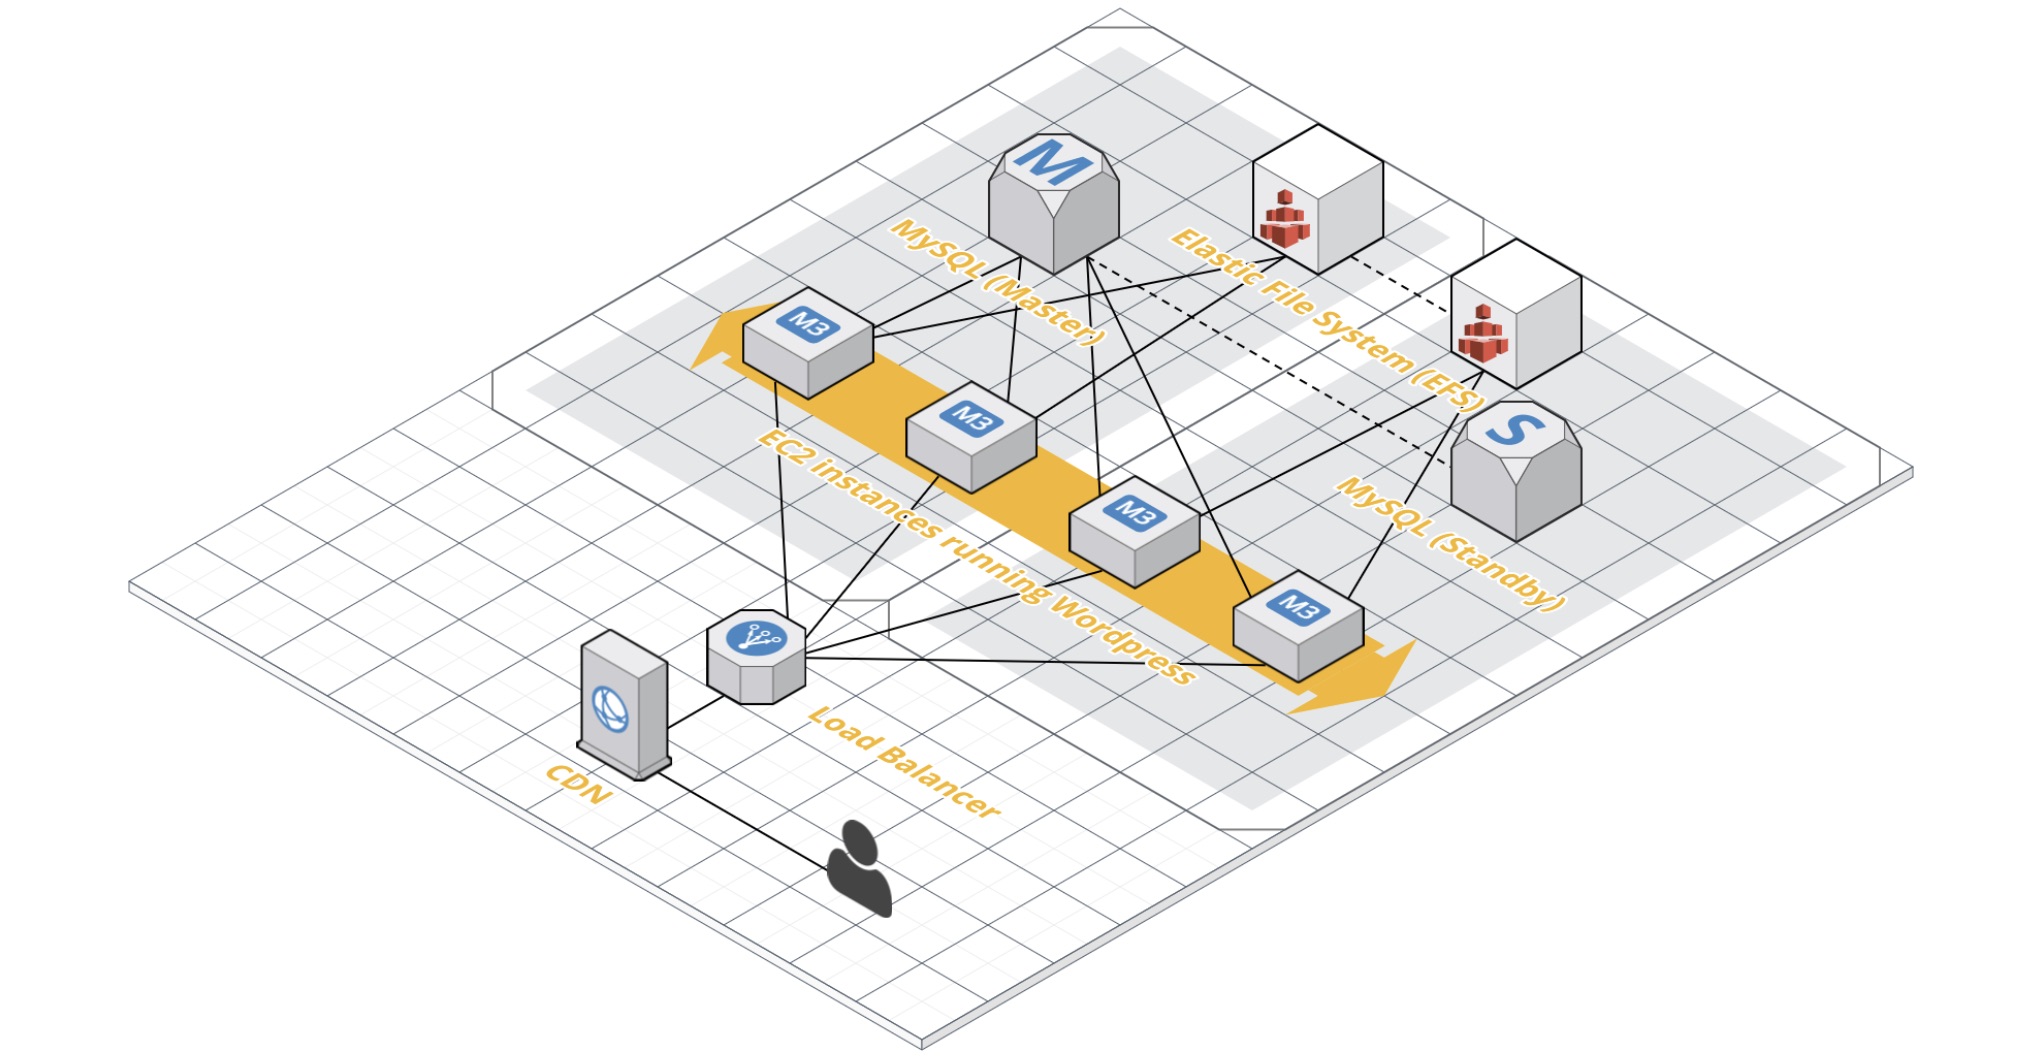 M
MySQL (Master)
Elastic File System (EFS)
M3
M3
M3
M3
S
MySQL (Standby)
EC2 instances running Wordpress
Load Balancer
CDN